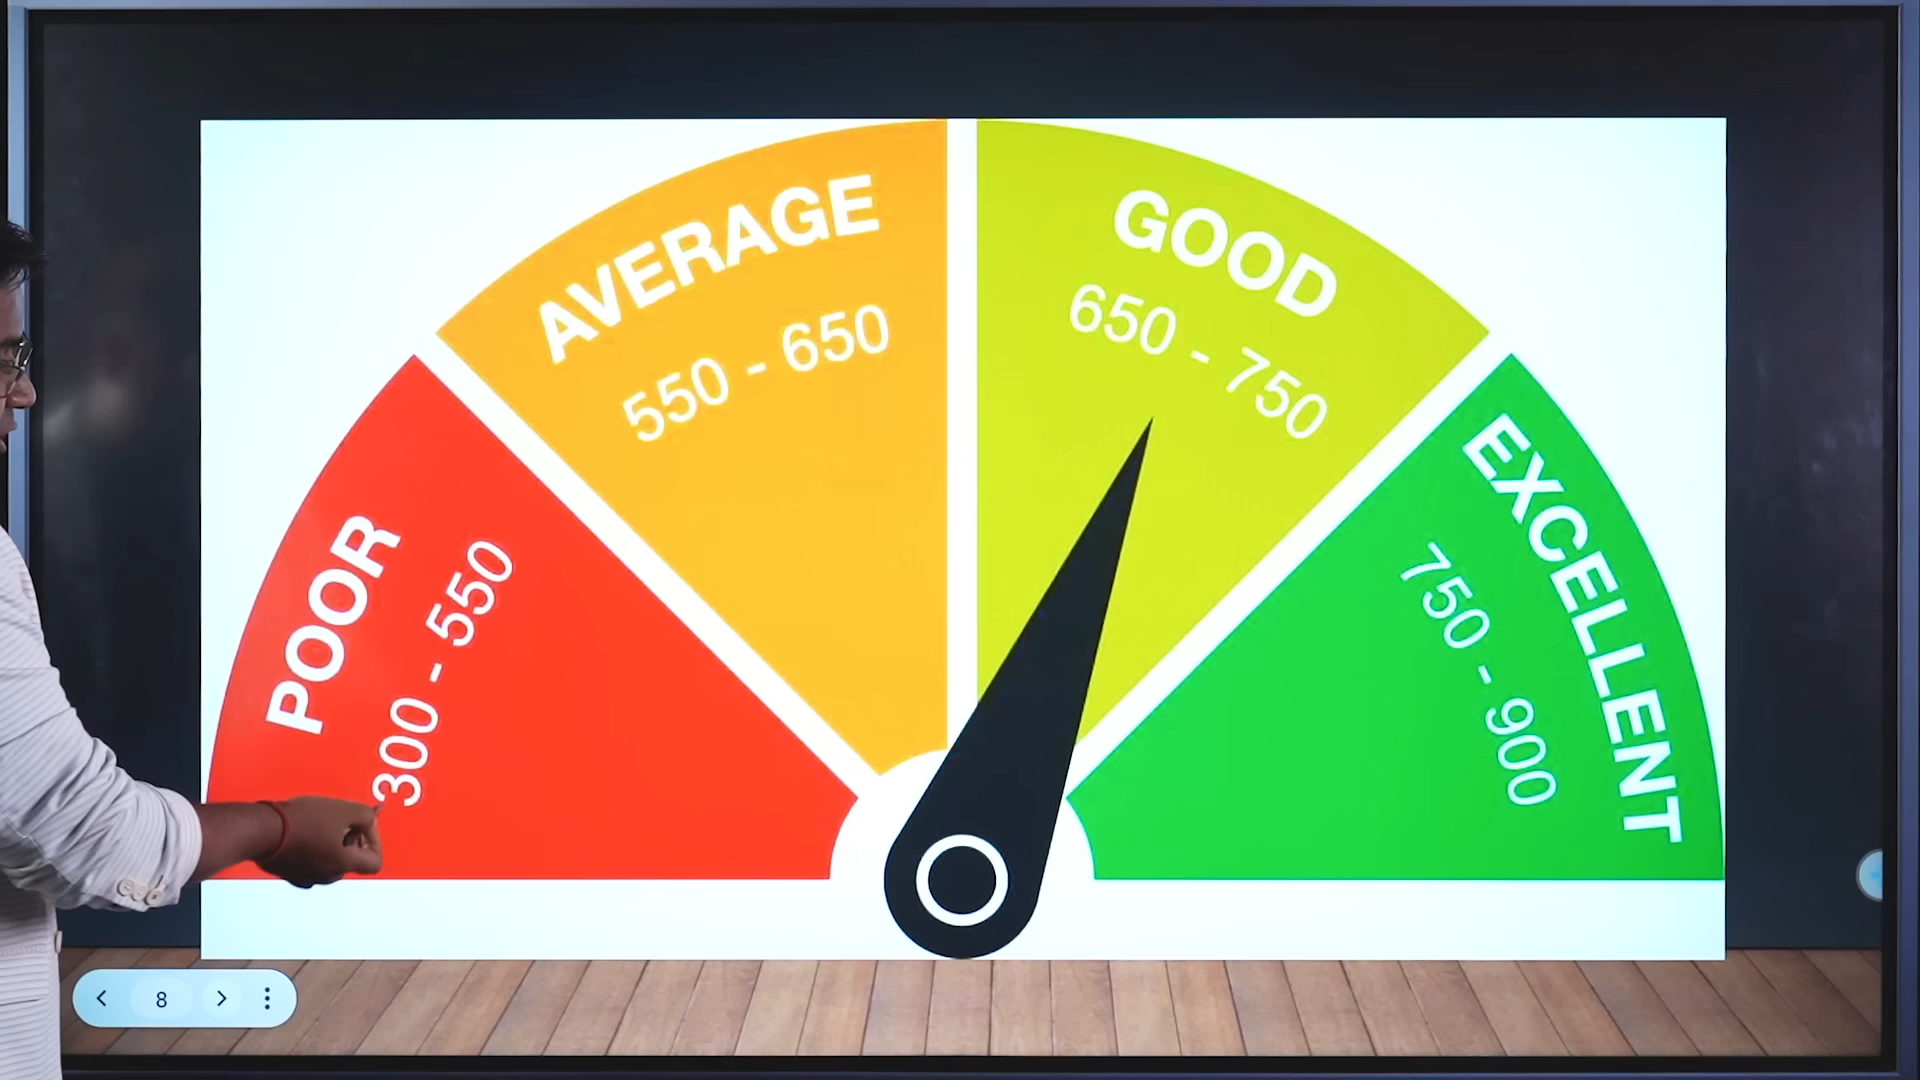 POOR
300 - 550
AVERAGE
550 - 650
GOOD
650 - 750
EXCELLENT
750 - 900
8